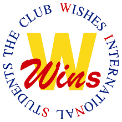 THE CLUB WISHES INTERNATIONAL STUDENTS
W
Wins